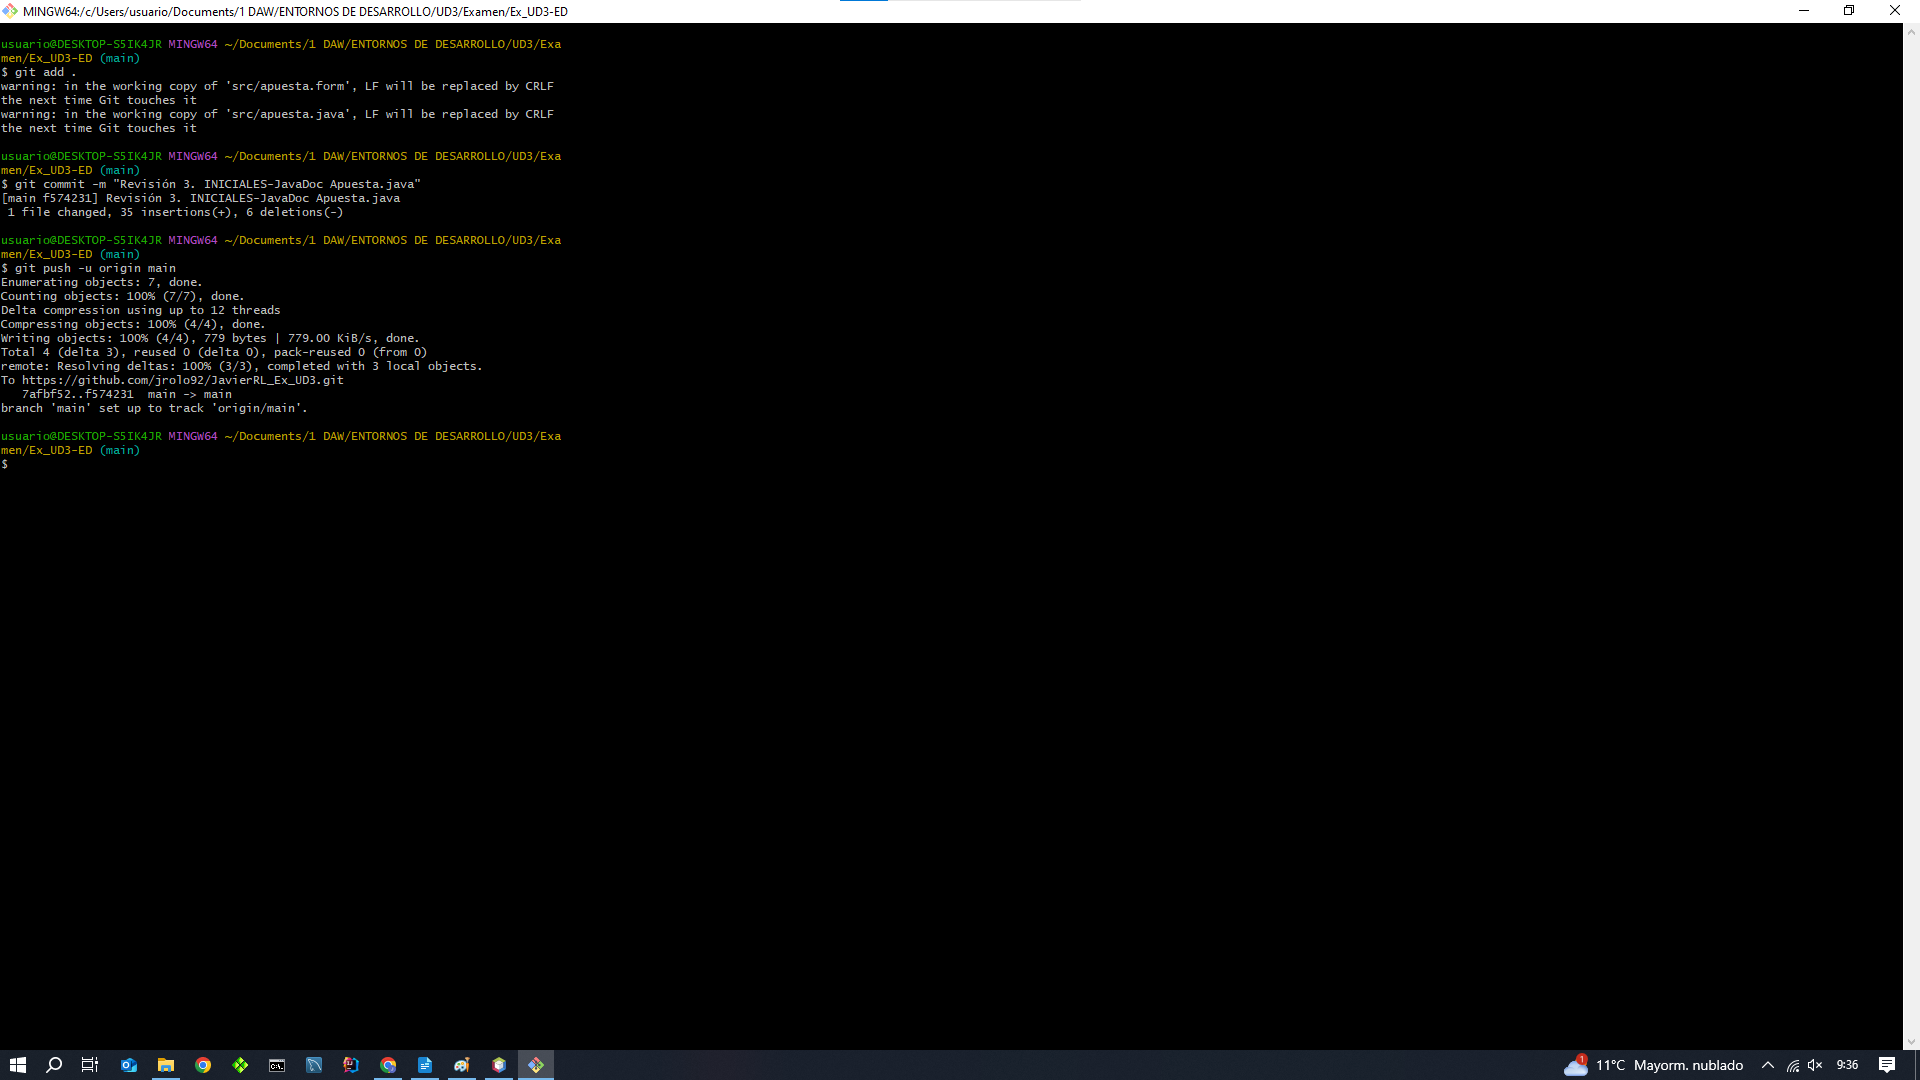 MINGW64:/c/Users/usuario/Documents/1 DAW/ENTORNOS DE DESARROLLO/UD3/Examen/Ex_UD3-ED
usuario@DESKTOP-S5IK4JR MINGW64 ~/Documents/1 DAW/ENTORNOS DE DESARROLLO/UD3/Exa
men/Ex_UD3-ED (main)
$ git add .
warning: in the working copy of 'src/apuesta.form', LF will be replaced by CRLF
the next time Git touches it
warning: in the working copy of 'src/apuesta.java', LF will be replaced by CRLF
the next time Git touches it
usuario@DESKTOP-S5IK4JR MINGW64 ~/Documents/1 DAW/ENTORNOS DE DESARROLLO/UD3/Exa
men/Ex_UD3-ED (main)
$ git commit -m "Revisión 3. INICIALES-JavaDoc Apuesta.java"
[main f574231] Revisión 3. INICIALES-JavaDoc Apuesta.java
 1 file changed, 35 insertions(+), 6 deletions(-)
usuario@DESKTOP-S5IK4JR MINGW64 ~/Documents/1 DAW/ENTORNOS DE DESARROLLO/UD3/Exa
men/Ex_UD3-ED (main)
$ git push -u origin main
Enumerating objects: 7, done.
Counting objects: 100% (7/7), done.
Delta compression using up to 12 threads
Compressing objects: 100% (4/4), done.
Writing objects: 100% (4/4), 779 bytes | 779.00 KiB/s, done.
Total 4 (delta 3), reused 0 (delta 0), pack-reused 0 (from 0)
remote: Resolving deltas: 100% (3/3), completed with 3 local objects.
To https://github.com/jrolo92/JavierRL_Ex_UD3.git
   7afbf52..f574231  main -> main
branch 'main' set up to track 'origin/main'.
usuario@DESKTOP-S5IK4JR MINGW64 ~/Documents/1 DAW/ENTORNOS DE DESARROLLO/UD3/Exa
men/Ex_UD3-ED (main)
$
1 11°C Mayorm. nublado 9:36